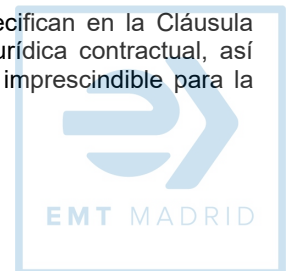 ecifican en la Cláusula
urídica contractual, así
imprescindible para la
EMT MADRID